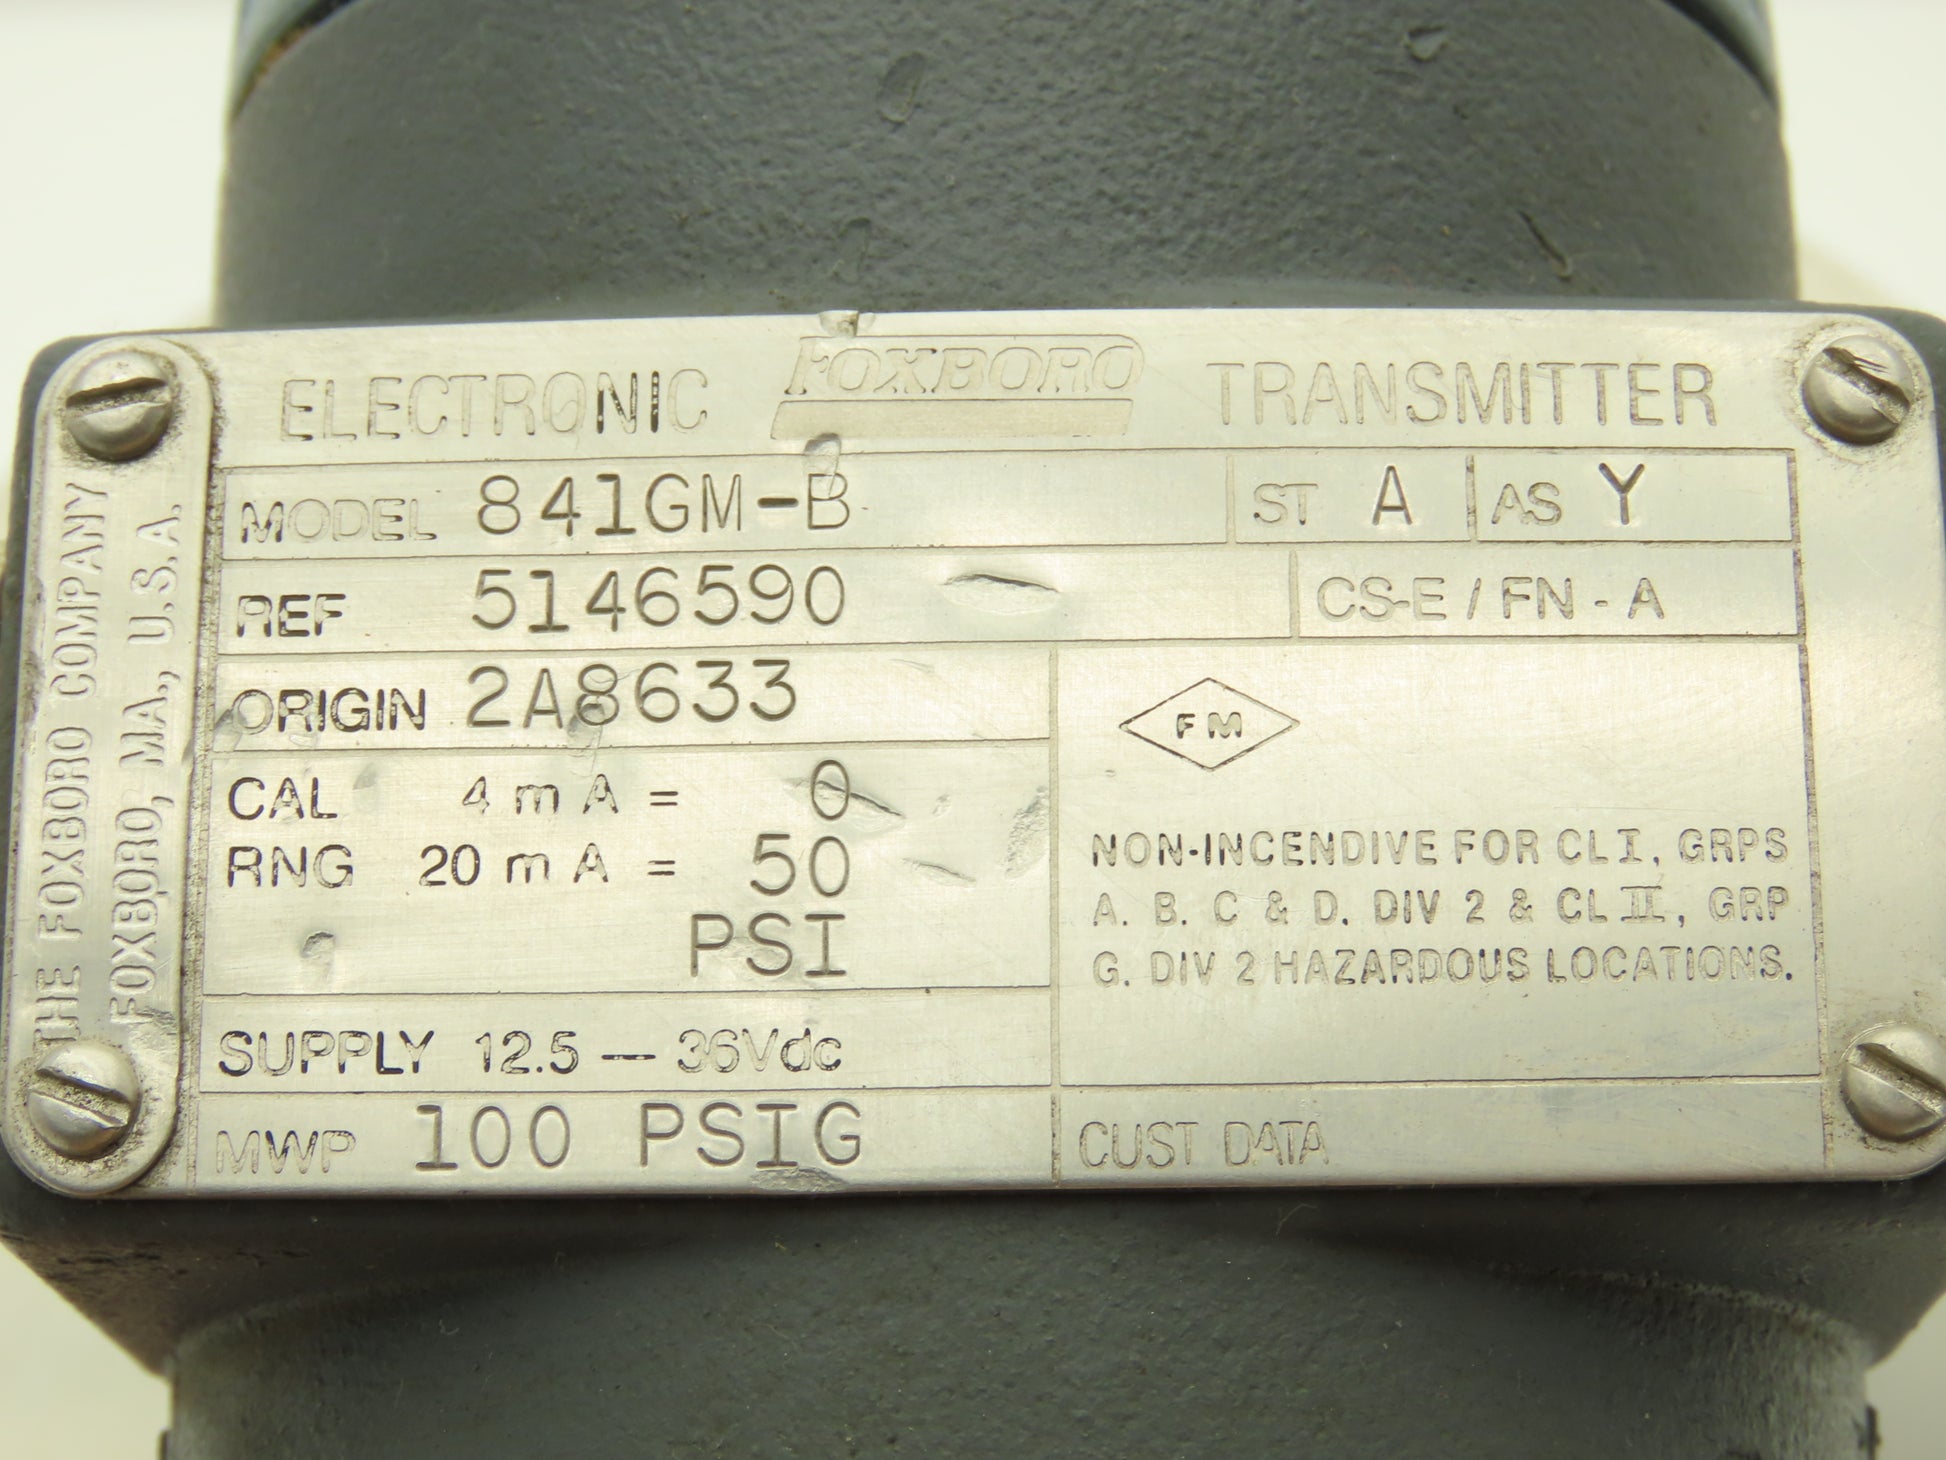 THE FOXBORO COMPANY
FOXBORO, MA., U.S.A.
ELECTRONIC FOXBORO TRANSMITTER
MODEL 841GM-B ST A AS Y
REF 5146590 CS-E / FN - A
ORIGIN 2A8633
CAL 4 mA = 0
RNG 20 mA = 50
PSI
SUPPLY 12.5 — 36Vdc
MWP 100 PSIG
FM
NON-INCENDIVE FOR CL I, GRPS
A. B. C & D. DIV 2 & CL III, GRP
G. DIV 2 HAZARDOUS LOCATIONS.
CUST DATA